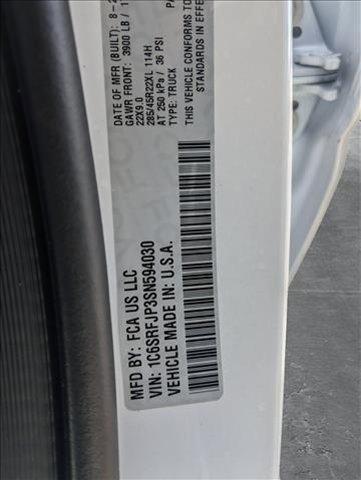 MFD BY: FCA US LLC
VIN: 1C6SRFJP3SN594030
VEHICLE MADE IN: U.S.A.
DATE OF MFR (BUILT): 8-2
GAWR FRONT: 3900 LB / 1
22X9.0
285/45R22XL 114H
AT 250 kPa / 36 PSI
TYPE: TRUCK
THIS VEHICLE CONFORMS TO
STANDARDS IN EFFE